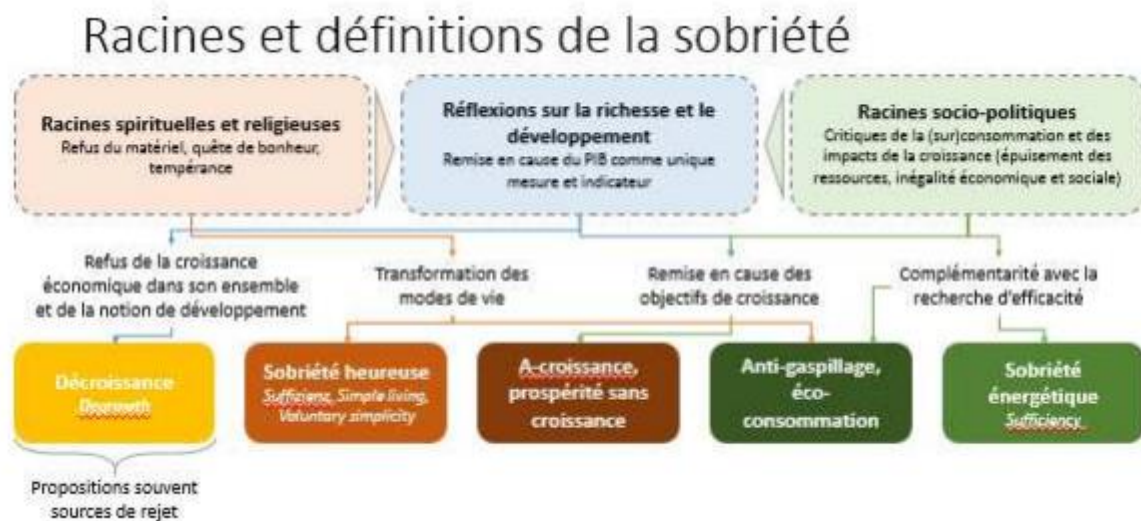 Racines et définitions de la sobriété
Racines spirituelles et religieuses
Refus du matériel, quête de bonheur,
tempérance
Réflexions sur la richesse et le
développement
Remise en cause du PIB comme unique
mesure et indicateur
Racines socio-politiques
Critiques de la (sur)consommation et des
impacts de la croissance (épuisement des
ressources, inégalité économique et sociale)
Refus de la croissance
économique dans son ensemble
et de la notion de développement
Transformation des
modes de vie
Remise en cause des
objectifs de croissance
Complémentarité avec la
recherche d'efficacité
Décroissance
Degrowth
Sobriété heureuse
Sufficienc, Simple living,
Voluntary simplicity
A-croissance,
prospérité sans
croissance
Anti-gaspillage,
éco-
consommation
Sobriété
énergétique
Sufficiency
Propositions souvent
sources de rejet